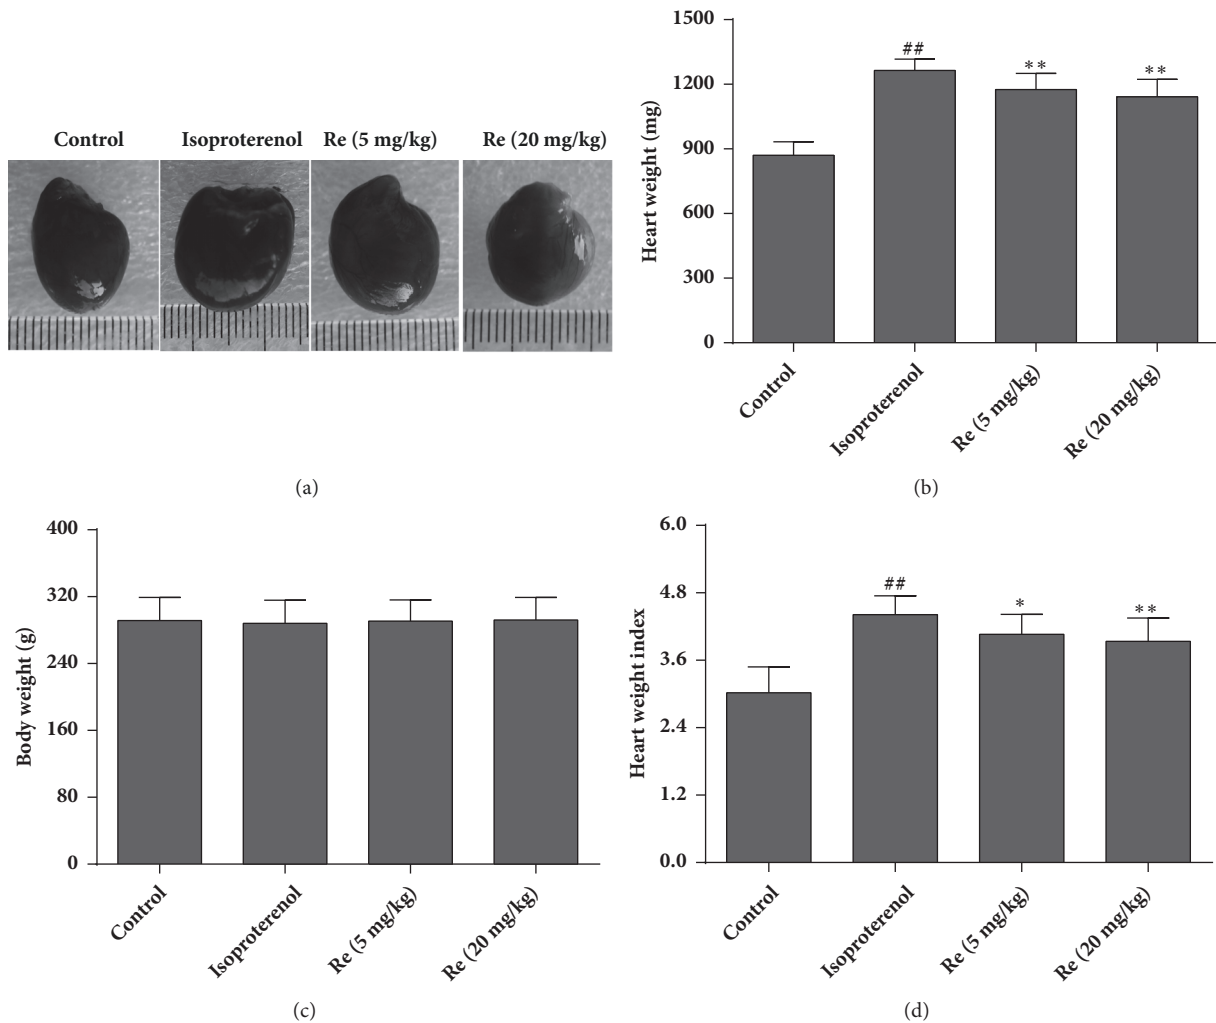 Control Isoproterenol Re (5 mg/kg) Re (20 mg/kg)
(a)
Heart weight (mg)
1500
1200
900
600
300
0
##
**
**
Control
Isoproterenol
Re (5 mg/kg)
Re (20 mg/kg)
(b)
Body weight (g)
400
320
240
160
80
0
Control
Isoproterenol
Re (5 mg/kg)
Re (20 mg/kg)
(c)
Heart weight index
6.0
4.8
3.6
2.4
1.2
0.0
##
*
**
Control
Isoproterenol
Re (5 mg/kg)
Re (20 mg/kg)
(d)